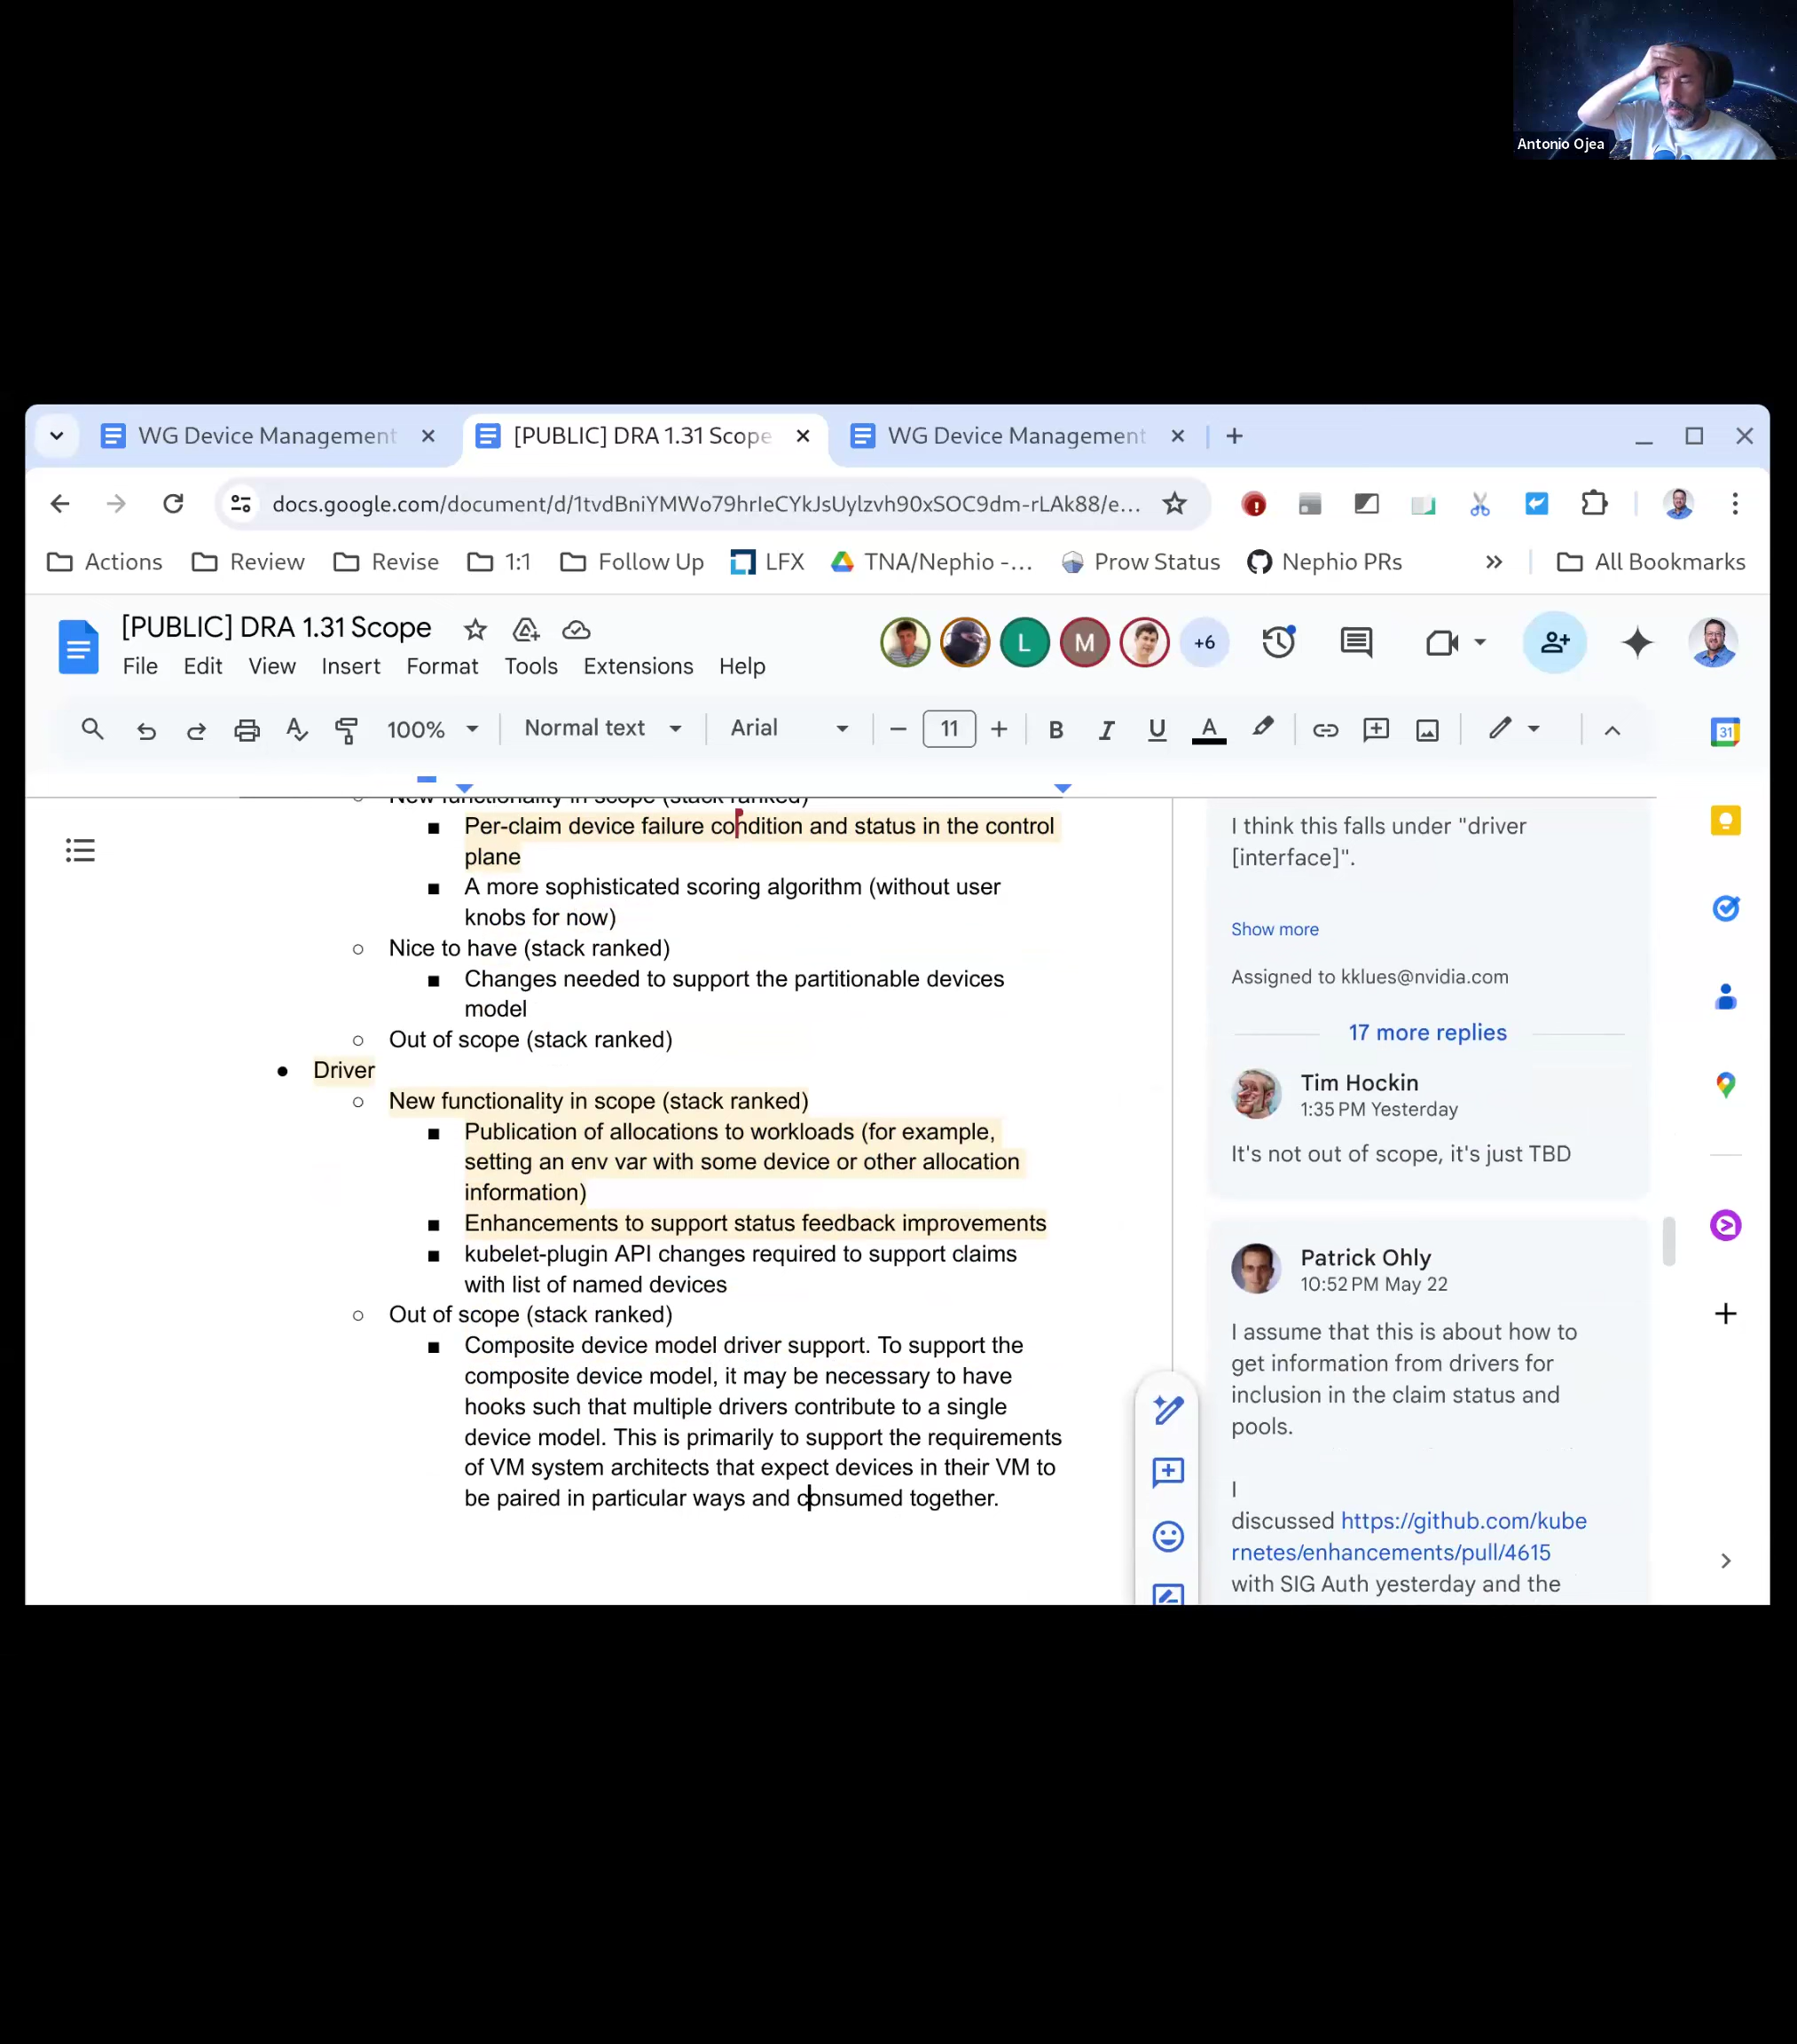 Antonio Ojea
WG Device Management
[PUBLIC] DRA 1.31 Scope
WG Device Management
docs.google.com/document/d/1tvdBniYMWo79hrIeCYkJsUylzvh90xSOC9dm-rLAk88/e...
Actions
Review
Revise
1:1
Follow Up
LFX
TNA/Nephio -...
Prow Status
Nephio PRs
All Bookmarks
[PUBLIC] DRA 1.31 Scope
L
M
+6
File Edit View Insert Format Tools Extensions Help
100%
Normal text
Arial
11
B I U A
31
New functionality in scope (stack ranked)
Per-claim device failure condition and status in the control
plane
A more sophisticated scoring algorithm (without user
knobs for now)
Nice to have (stack ranked)
Changes needed to support the partitionable devices
model
Out of scope (stack ranked)
Driver
New functionality in scope (stack ranked)
Publication of allocations to workloads (for example,
setting an env var with some device or other allocation
information)
Enhancements to support status feedback improvements
kubelet-plugin API changes required to support claims
with list of named devices
Out of scope (stack ranked)
Composite device model driver support. To support the
composite device model, it may be necessary to have
hooks such that multiple drivers contribute to a single
device model. This is primarily to support the requirements
of VM system architects that expect devices in their VM to
be paired in particular ways and consumed together.
I think this falls under "driver
[interface]".
Show more
Assigned to kklues@nvidia.com
17 more replies
Tim Hockin
1:35 PM Yesterday
It's not out of scope, it's just TBD
Patrick Ohly
10:52 PM May 22
I assume that this is about how to
get information from drivers for
inclusion in the claim status and
pools.
I
discussed https://github.com/kube
rnetes/enhancements/pull/4615
with SIG Auth yesterday and the